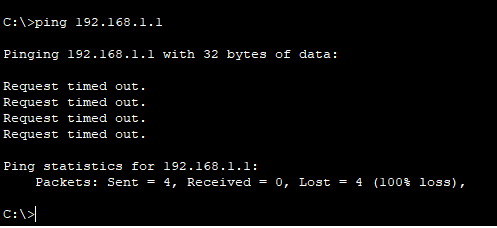 C:\>ping 192.168.1.1
Pinging 192.168.1.1 with 32 bytes of data:
Request timed out.
Request timed out.
Request timed out.
Request timed out.
Ping statistics for 192.168.1.1:
    Packets: Sent = 4, Received = 0, Lost = 4 (100% loss),
C:\>